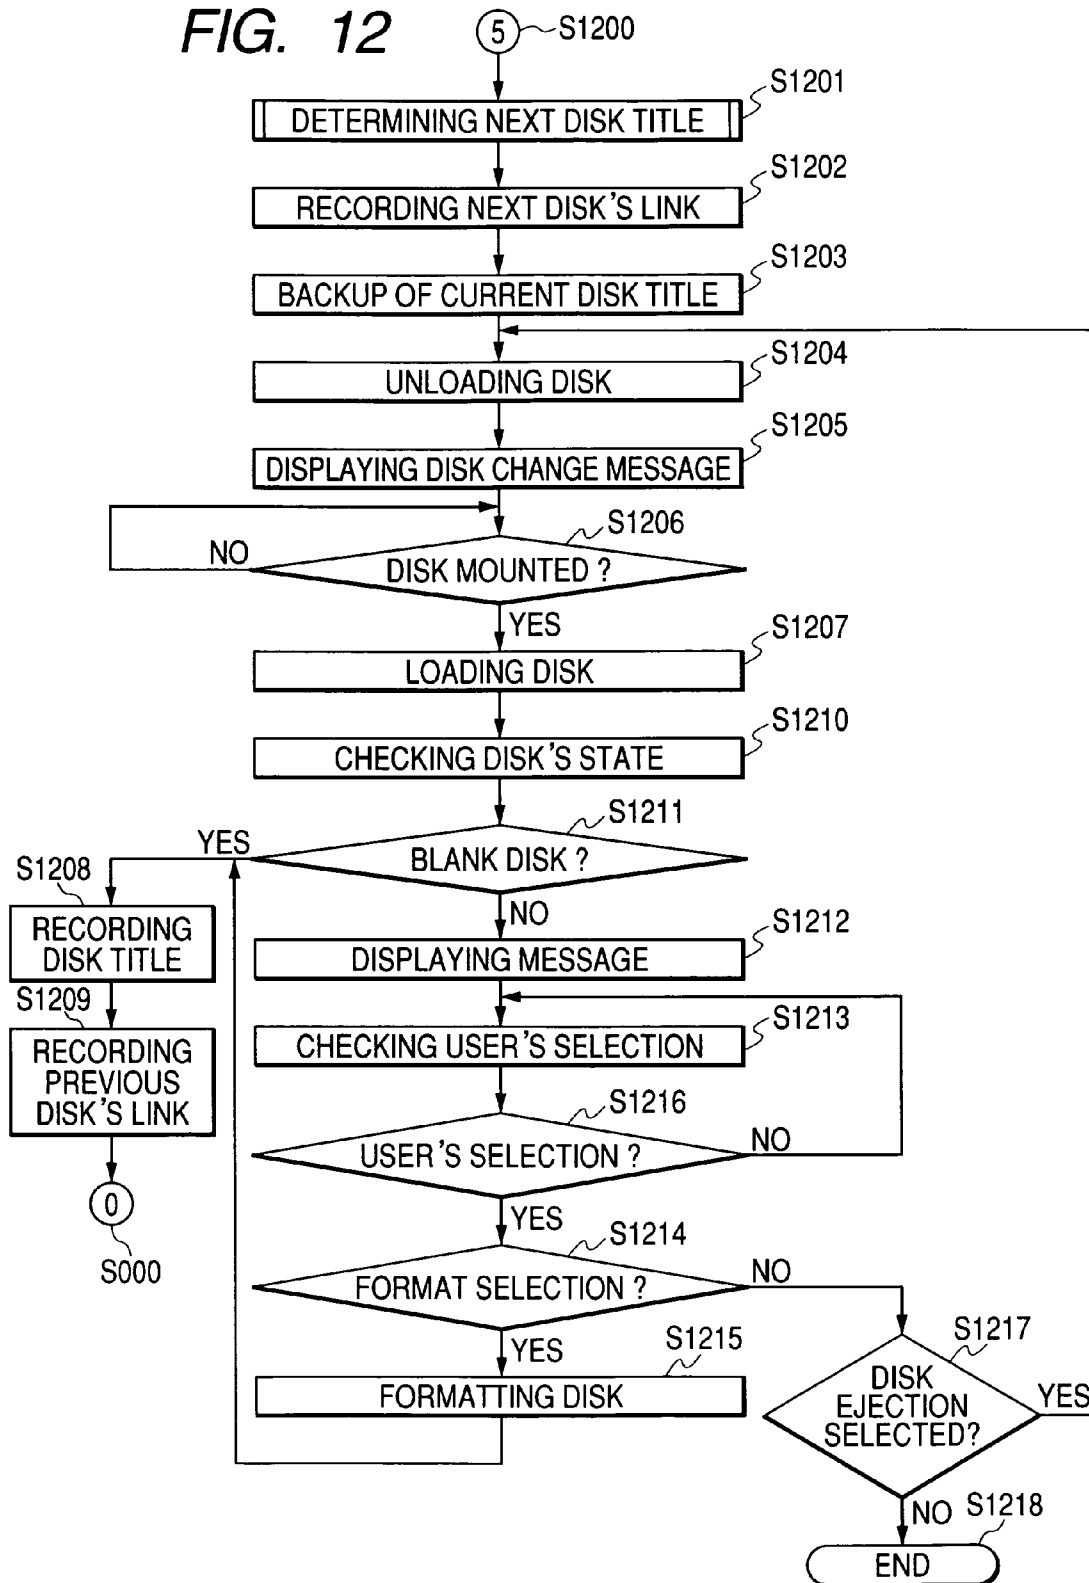 FIG. 12
5
S1200
S1201
DETERMINING NEXT DISK TITLE
S1202
RECORDING NEXT DISK'S LINK
S1203
BACKUP OF CURRENT DISK TITLE
S1204
UNLOADING DISK
S1205
DISPLAYING DISK CHANGE MESSAGE
S1206
NO
DISK MOUNTED ?
YES
S1207
LOADING DISK
S1210
CHECKING DISK'S STATE
S1211
YES
BLANK DISK ?
S1208
RECORDING
DISK TITLE
NO
S1212
DISPLAYING MESSAGE
S1209
RECORDING
PREVIOUS
DISK'S LINK
S1213
CHECKING USER'S SELECTION
S1216
USER'S SELECTION ?
NO
0
S000
YES
S1214
FORMAT SELECTION ?
NO
YES
S1215
FORMATTING DISK
S1217
DISK
EJECTION
SELECTED?
YES
NO
S1218
END